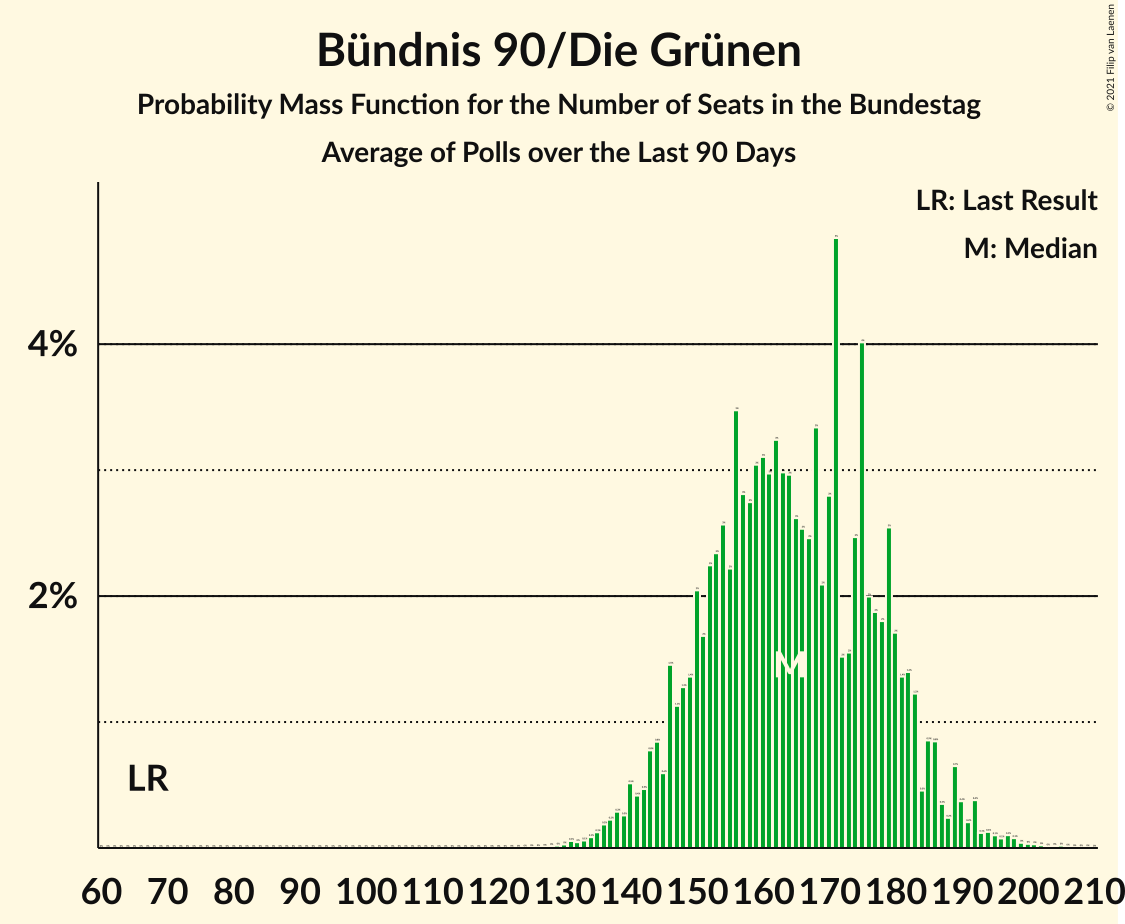 Bündnis 90/Die Grünen
Probability Mass Function for the Number of Seats in the Bundestag
Average of Polls over the Last 90 Days
© 2021 Filip van Laenen
LR: Last Result
M: Median
4%
2%
M
LR
60 70 80 90 100 110 120 130 140 150 160 170 180 190 200 210